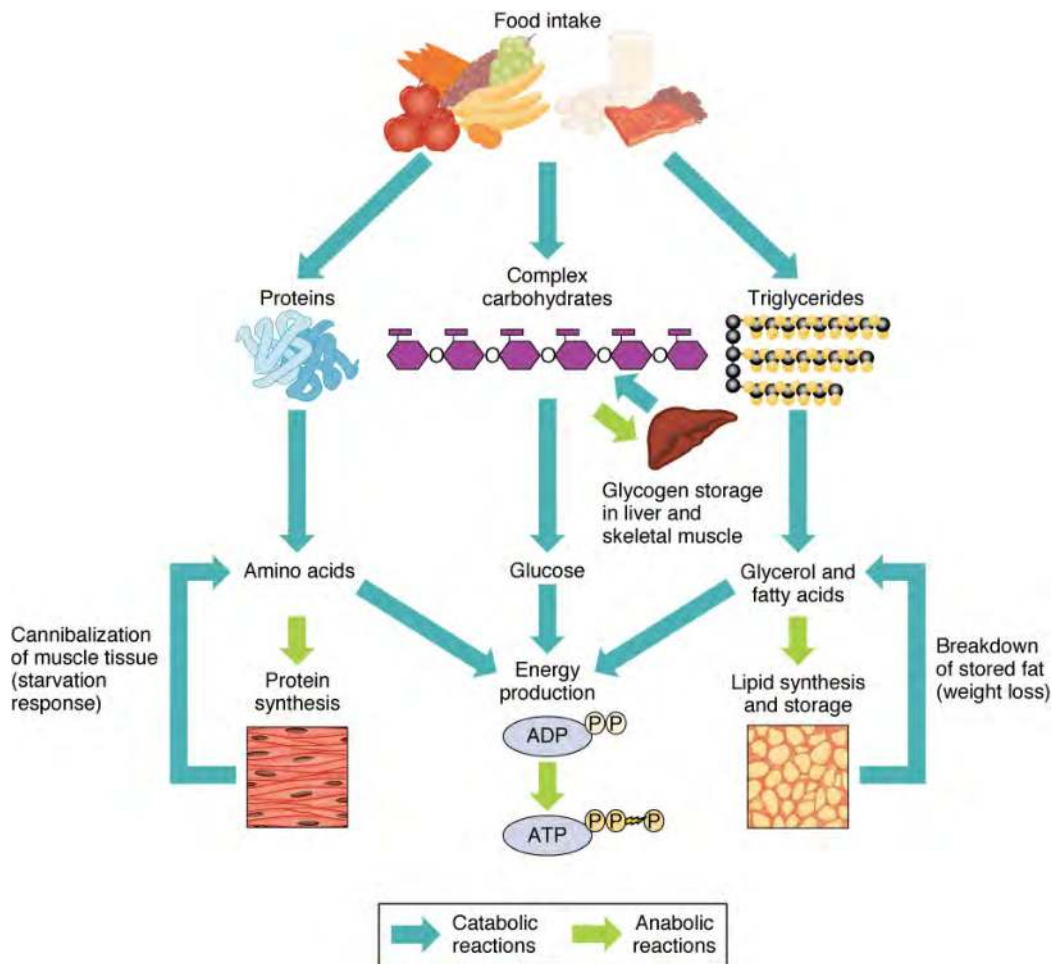 Food intake
Proteins
Complex
carbohydrates
Triglycerides
O O O O O
Glycogen storage
in liver and
skeletal muscle
Amino acids
Glucose
Glycerol and
fatty acids
Cannibalization
of muscle tissue
(starvation
response)
Protein
synthesis
Energy
production
Lipid synthesis
and storage
Breakdown
of stored fat
(weight loss)
ADP P P
ATP P P P
Catabolic
reactions
Anabolic
reactions